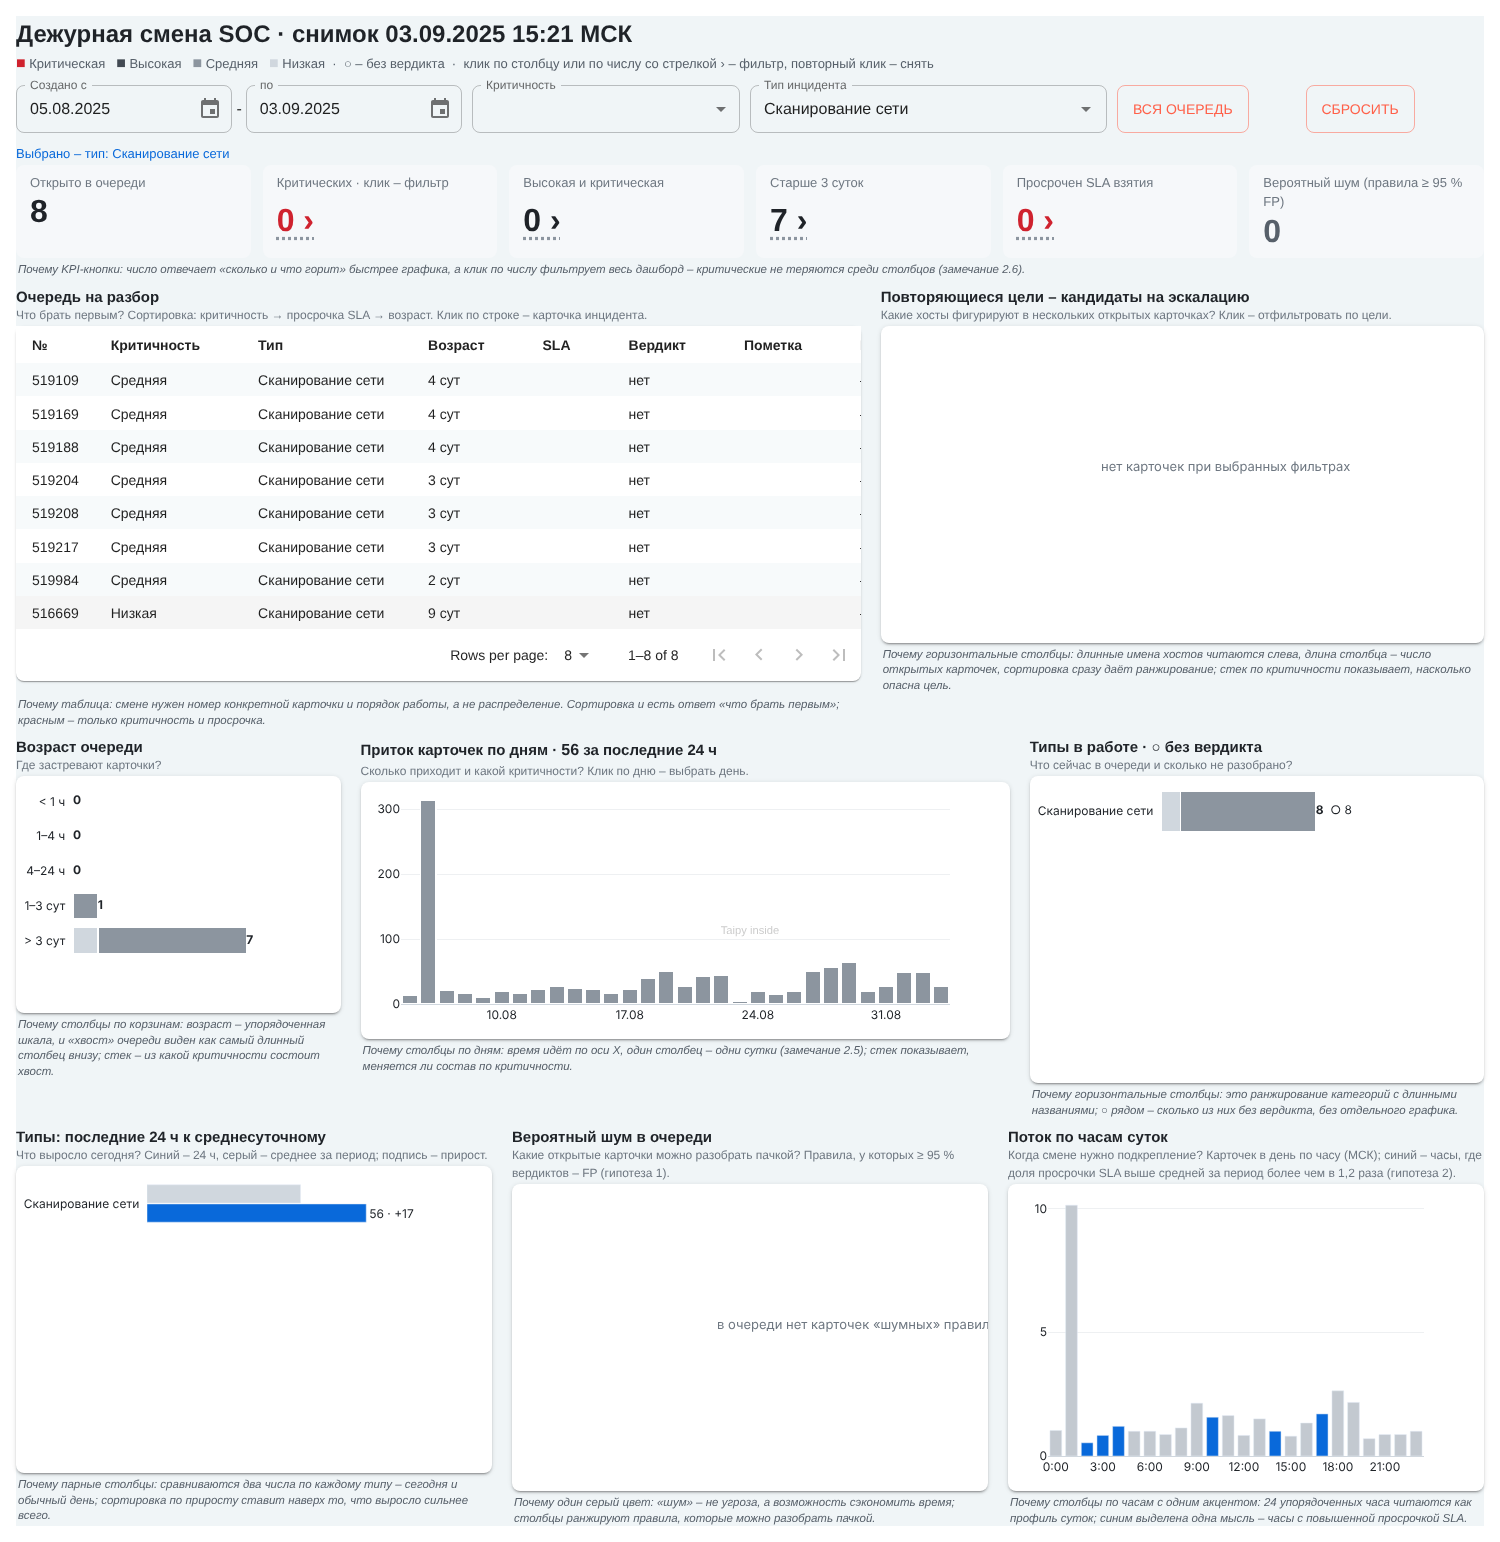 Дежурная смена SOC · снимок 03.09.2025 15:21 МСК
Критическая Высокая Средняя Низкая · ○ – без вердикта · клик по столбцу или по числу со стрелкой › – фильтр, повторный клик – снять
Создано с по Критичность Тип инцидента
05.08.2025 - 03.09.2025 Сканирование сети ВСЯ ОЧЕРЕДЬ СБРОСИТЬ
Выбрано – тип: Сканирование сети
Открыто в очереди
8
Критических · клик – фильтр
0 ›
Высокая и критическая
0 ›
Старше 3 суток
7 ›
Просрочен SLA взятия
0 ›
Вероятный шум (правила ≥ 95 %
FP)
0
Почему KPI-кнопки: число отвечает «сколько и что горит» быстрее графика, а клик по числу фильтрует весь дашборд – критические не теряются среди столбцов (замечание 2.6).
Очередь на разбор
Что брать первым? Сортировка: критичность → просрочка SLA → возраст. Клик по строке – карточка инцидента.
№ Критичность Тип Возраст SLA Вердикт Пометка
519109 Средняя Сканирование сети 4 сут нет
519169 Средняя Сканирование сети 4 сут нет
519188 Средняя Сканирование сети 4 сут нет
519204 Средняя Сканирование сети 3 сут нет
519208 Средняя Сканирование сети 3 сут нет
519217 Средняя Сканирование сети 3 сут нет
519984 Средняя Сканирование сети 2 сут нет
516669 Низкая Сканирование сети 9 сут нет
Rows per page: 8 1–8 of 8
Почему таблица: смене нужен номер конкретной карточки и порядок работы, а не распределение. Сортировка и есть ответ «что брать первым»;
красным – только критичность и просрочка.
Повторяющиеся цели – кандидаты на эскалацию
Какие хосты фигурируют в нескольких открытых карточках? Клик – отфильтровать по цели.
нет карточек при выбранных фильтрах
Почему горизонтальные столбцы: длинные имена хостов читаются слева, длина столбца – число
открытых карточек, сортировка сразу даёт ранжирование; стек по критичности показывает, насколько
опасна цель.
Возраст очереди
Где застревают карточки?
< 1 ч 0
1–4 ч 0
4–24 ч 0
1–3 сут 1
> 3 сут 7
Почему столбцы по корзинам: возраст – упорядоченная
шкала, и «хвост» очереди виден как самый длинный
столбец внизу; стек – из какой критичности состоит
хвост.
Приток карточек по дням · 56 за последние 24 ч
Сколько приходит и какой критичности? Клик по дню – выбрать день.
300
200
100
0
Taipy inside
10.08 17.08 24.08 31.08
Почему столбцы по дням: время идёт по оси X, один столбец – одни сутки (замечание 2.5); стек показывает,
меняется ли состав по критичности.
Типы в работе · ○ без вердикта
Что сейчас в очереди и сколько не разобрано?
Сканирование сети 8 ○ 8
Почему горизонтальные столбцы: это ранжирование категорий с длинными
названиями; ○ рядом – сколько из них без вердикта, без отдельного графика.
Типы: последние 24 ч к среднесуточному
Что выросло сегодня? Синий – 24 ч, серый – среднее за период; подпись – прирост.
Сканирование сети 56 · +17
Почему парные столбцы: сравниваются два числа по каждому типу – сегодня и
обычный день; сортировка по приросту ставит наверх то, что выросло сильнее
всего.
Вероятный шум в очереди
Какие открытые карточки можно разобрать пачкой? Правила, у которых ≥ 95 %
вердиктов – FP (гипотеза 1).
в очереди нет карточек «шумных» правил
Почему один серый цвет: «шум» – не угроза, а возможность сэкономить время;
столбцы ранжируют правила, которые можно разобрать пачкой.
Поток по часам суток
Когда смене нужно подкрепление? Карточек в день по часу (МСК); синий – часы, где
доля просрочки SLA выше средней за период более чем в 1,2 раза (гипотеза 2).
10
5
0
0:00 3:00 6:00 9:00 12:00 15:00 18:00 21:00
Почему столбцы по часам с одним акцентом: 24 упорядоченных часа читаются как
профиль суток; синим выделена одна мысль – часы с повышенной просрочкой SLA.